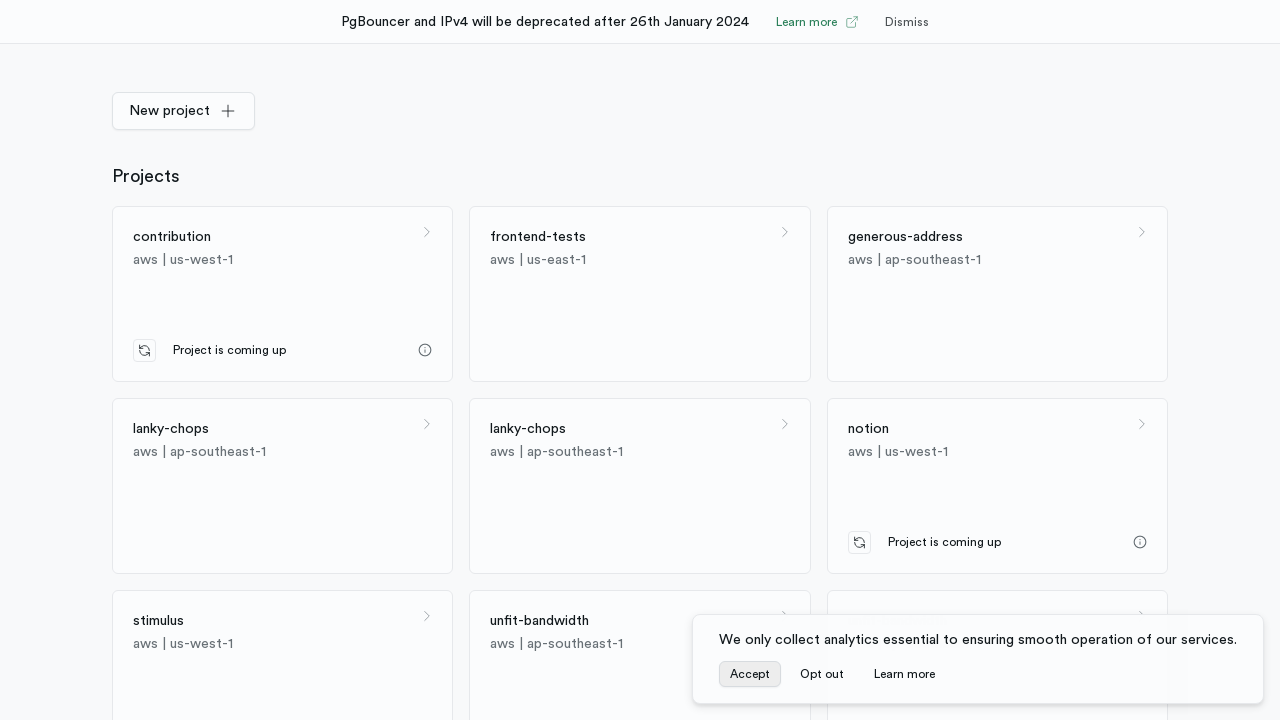 PgBouncer and IPv4 will be deprecated after 26th January 2024 Learn more Dismiss
New project
Projects
contribution
aws | us-west-1
Project is coming up
frontend-tests
aws | us-east-1
generous-address
aws | ap-southeast-1
lanky-chops
aws | ap-southeast-1
lanky-chops
aws | ap-southeast-1
notion
aws | us-west-1
Project is coming up
stimulus
aws | us-west-1
unfit-bandwidth
aws | ap-southeast-1
We only collect analytics essential to ensuring smooth operation of our services.
Accept Opt out Learn more